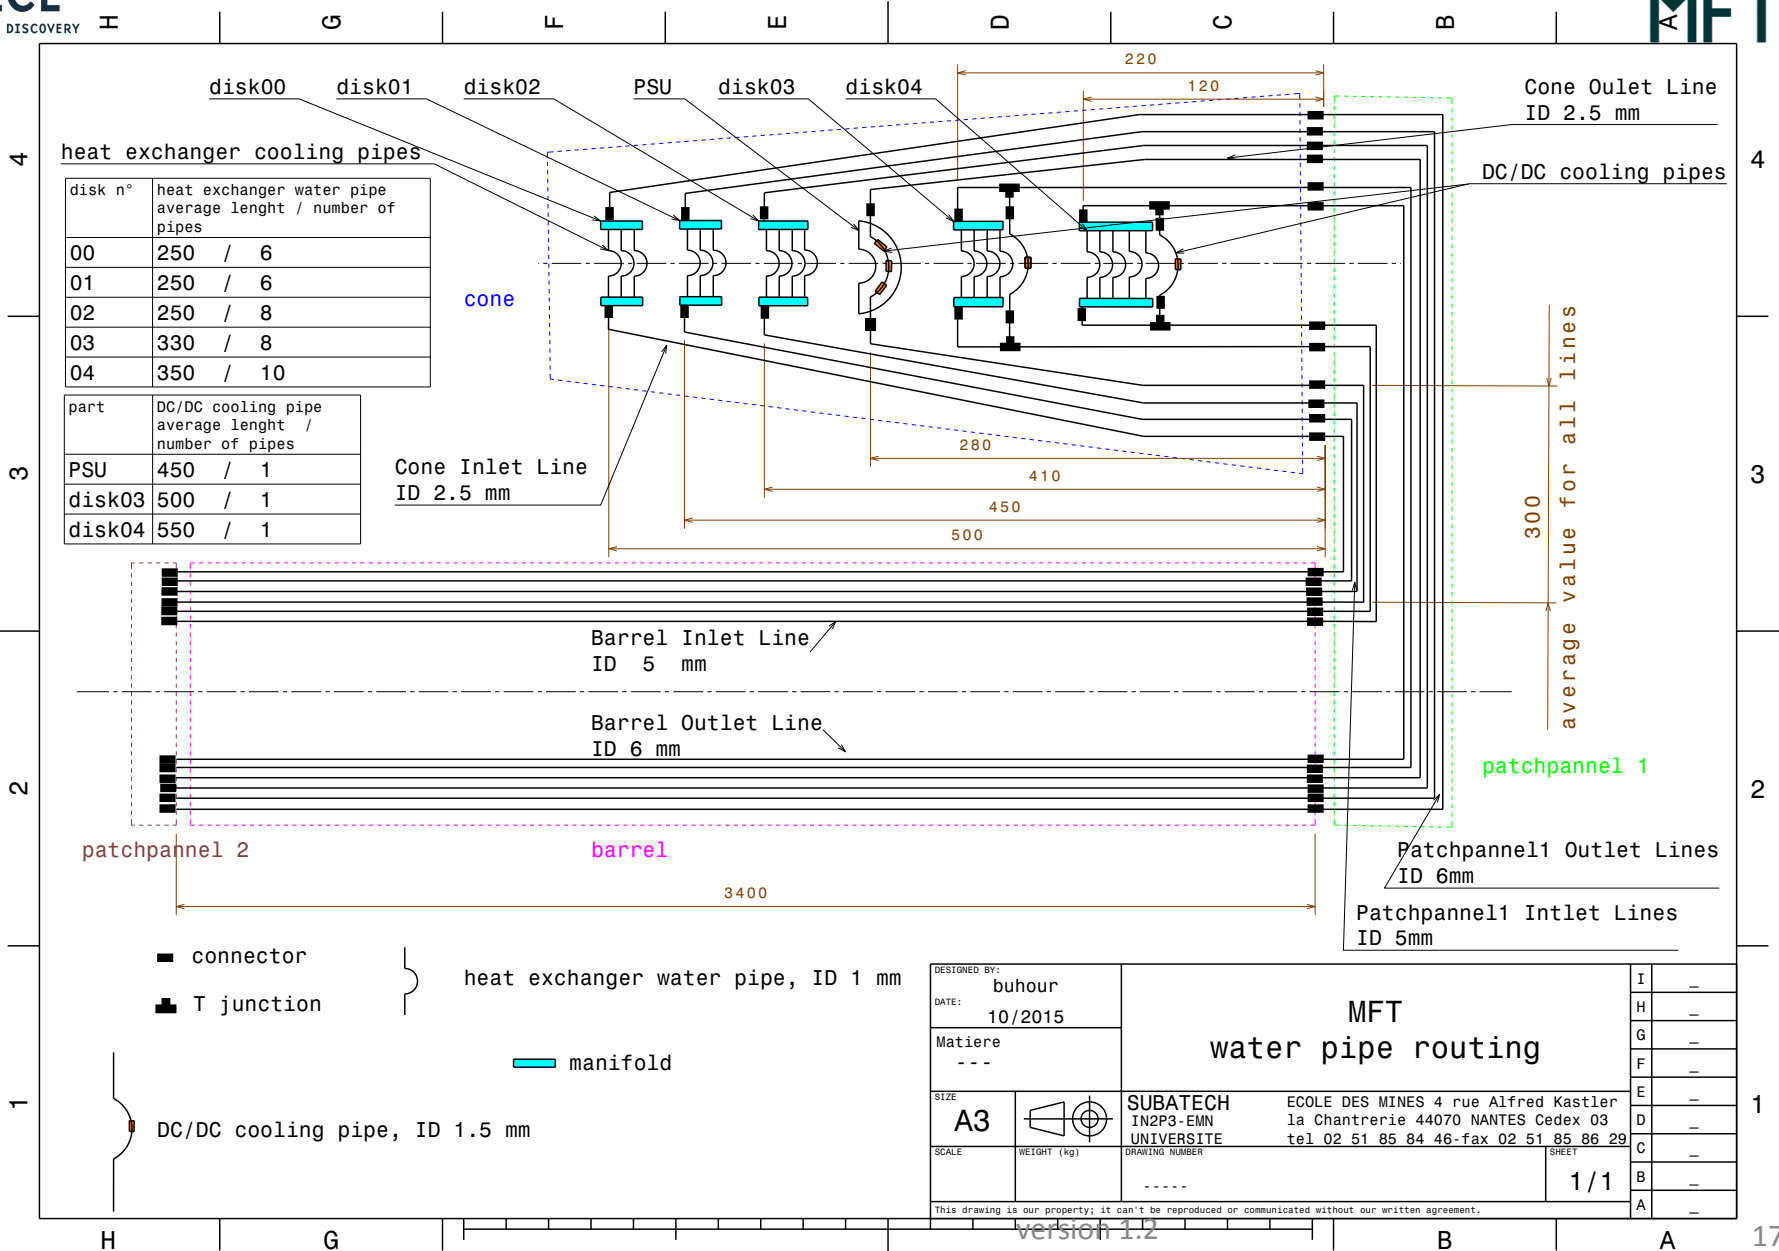 DISCOVERY
MFT
H G F E D C B A
220
disk00 disk01 disk02 PSU disk03 disk04
120
Cone Oulet Line
ID 2.5 mm
4 4
heat exchanger cooling pipes
DC/DC cooling pipes
disk n° heat exchanger water pipe
average lenght / number of
pipes
00 250 / 6
01 250 / 6
02 250 / 8
03 330 / 8
04 350 / 10
cone
part DC/DC cooling pipe
average lenght /
number of pipes
PSU 450 / 1
disk03 500 / 1
disk04 550 / 1
280
Cone Inlet Line
ID 2.5 mm
410
450
500
3 3
300
average value for all lines
Barrel Inlet Line
ID 5 mm
Barrel Outlet Line
ID 6 mm
2 2
patchpannel 1
patchpannel 2
barrel
Patchpannel1 Outlet Lines
ID 6mm
3400
Patchpannel1 Intlet Lines
ID 5mm
connector
T junction
heat exchanger water pipe, ID 1 mm
manifold
1 1
DC/DC cooling pipe, ID 1.5 mm
DESIGNED BY:
buhour
DATE:
10/2015
Matiere
---
MFT
water pipe routing
SIZE
A3
SUBATECH
IN2P3-EMN
UNIVERSITE
ECOLE DES MINES 4 rue Alfred Kastler
la Chantrerie 44070 NANTES Cedex 03
tel 02 51 85 84 46-fax 02 51 85 86 29
SCALE
WEIGHT (kg)
DRAWING NUMBER
-----
SHEET
1/1
I _
H _
G _
F _
E _
D _
C _
B _
A _
This drawing is our property; it can't be reproduced or communicated without our written agreement.
version 1.2
H G B A
17